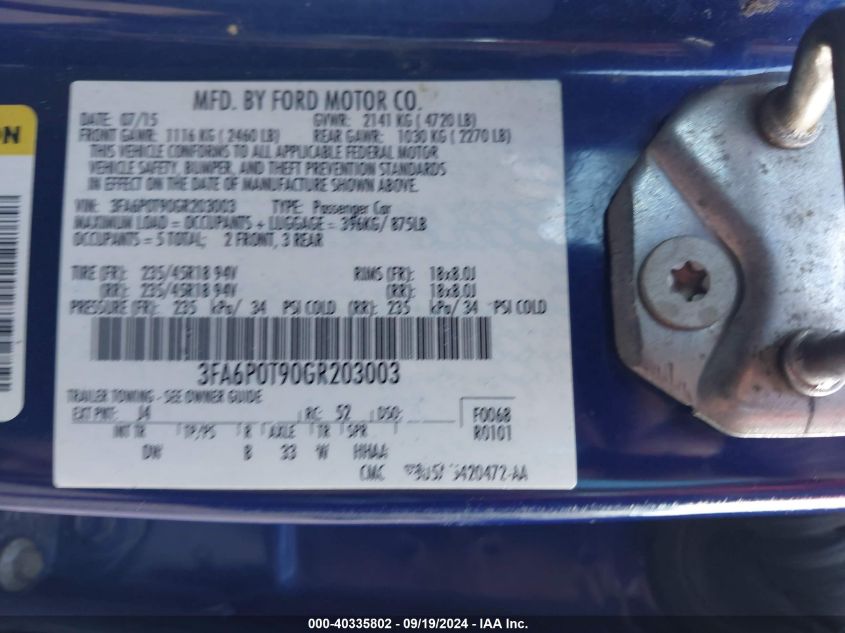 MFD. BY FORD MOTOR CO.
DATE: 07/15 GVWR: 2141 KG ( 4720 LB)
FRONT GAWR: 1116 KG ( 2460 LB) REAR GAWR: 1030 KG ( 2270 LB)
THIS VEHICLE CONFORMS TO ALL APPLICABLE FEDERAL MOTOR
VEHICLE SAFETY, BUMPER, AND THEFT PREVENTION STANDARDS
IN EFFECT ON THE DATE OF MANUFACTURE SHOWN ABOVE.
VIN: 3FA6P0T90GR203003 TYPE: Passenger Car
MAXIMUM LOAD = OCCUPANTS + LUGGAGE = 396KG/ 875LB
OCCUPANTS = 5 TOTAL; 2 FRONT, 3 REAR
TIRE (FR): 235/45R18 94V RIMS (FR): 18x8.0J
(RR): 235/45R18 94V (RR): 18x8.0J
PRESSURE (FR): 235 kPa/ 34 PSI COLD (RR): 235 kPa/ 34 PSI COLD
3FA6P0T90GR203003
TRAILER TOWING - SEE OWNER GUIDE
EXT PNT: J4 RC: 52 DSO: F0068
INT TR TP/PS R AXLE TR SPR R0101
DW B 33 W HHAA
CMC 5420472-AA
ON
000-40335802 - 09/19/2024 - IAA Inc.